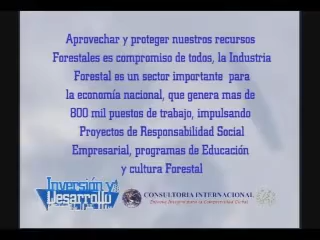 Aprovechar y proteger nuestros recursos
Forestales es compromiso de todos, la Industria
Forestal es un sector importante para
la economía nacional, que genera mas de
800 mil puestos de trabajo, impulsando
Proyectos de Responsabilidad Social
Empresarial, programas de Educación
y cultura Forestal
Inversión y
Desarrollo
CONSULTORIA INTERNACIONAL